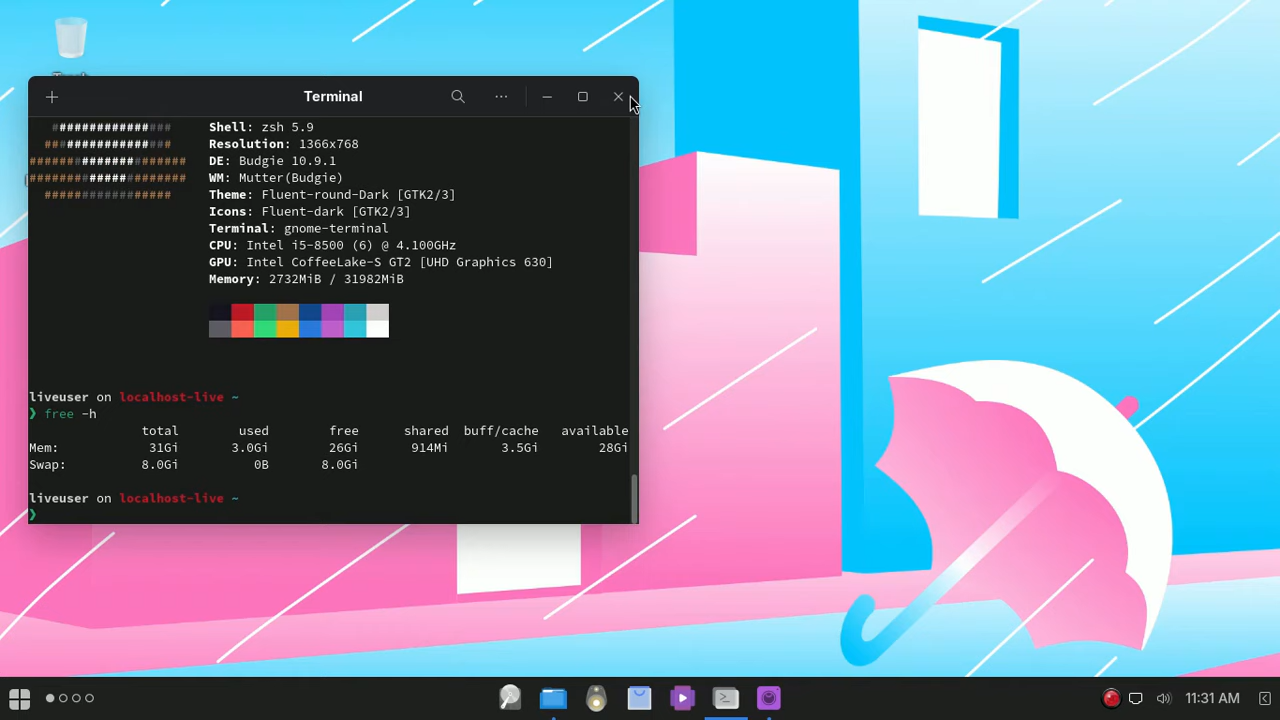 Terminal
############### Shell: zsh 5.9
################# Resolution: 1366x768
##################### DE: Budgie 10.9.1
##################### WM: Mutter(Budgie)
################# Theme: Fluent-round-Dark [GTK2/3]
Icons: Fluent-dark [GTK2/3]
Terminal: gnome-terminal
CPU: Intel i5-8500 (6) @ 4.100GHz
GPU: Intel CoffeeLake-S GT2 [UHD Graphics 630]
Memory: 2732MiB / 31982MiB
liveuser on localhost-live ~
❯ free -h
total used free shared buff/cache available
Mem: 31Gi 3.0Gi 26Gi 914Mi 3.5Gi 28Gi
Swap: 8.0Gi 0B 8.0Gi
liveuser on localhost-live ~
❯
11:31 AM